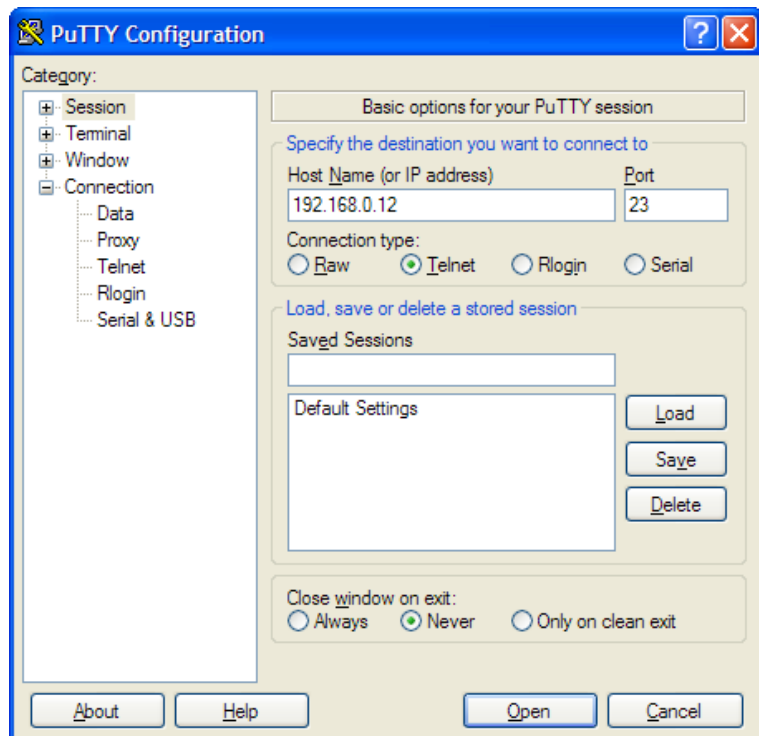 PuTTY Configuration
Category:
Session
Terminal
Window
Connection
Data
Proxy
Telnet
Rlogin
Serial & USB
Basic options for your PuTTY session
Specify the destination you want to connect to
Host Name (or IP address) Port
192.168.0.12 23
Connection type:
Raw Telnet Rlogin Serial
Load, save or delete a stored session
Saved Sessions
Default Settings
Load
Save
Delete
Close window on exit:
Always Never Only on clean exit
About Help Open Cancel